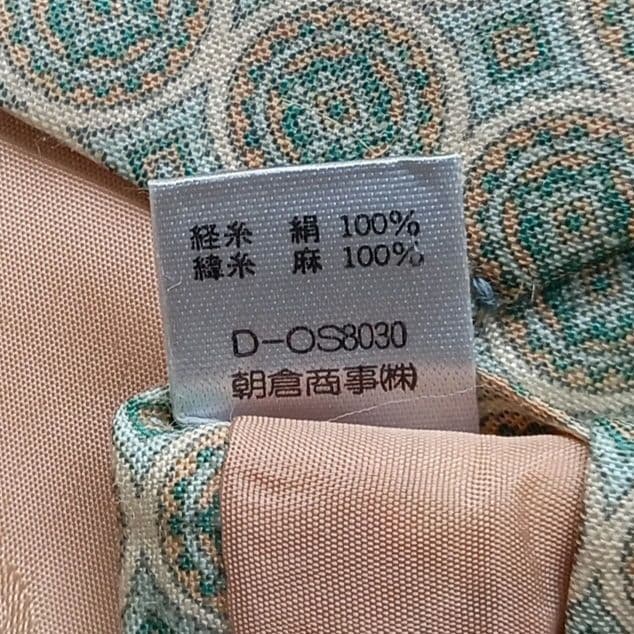 経糸 絹 100%
緯糸 麻 100%
D-OS8030
朝倉商事㈱